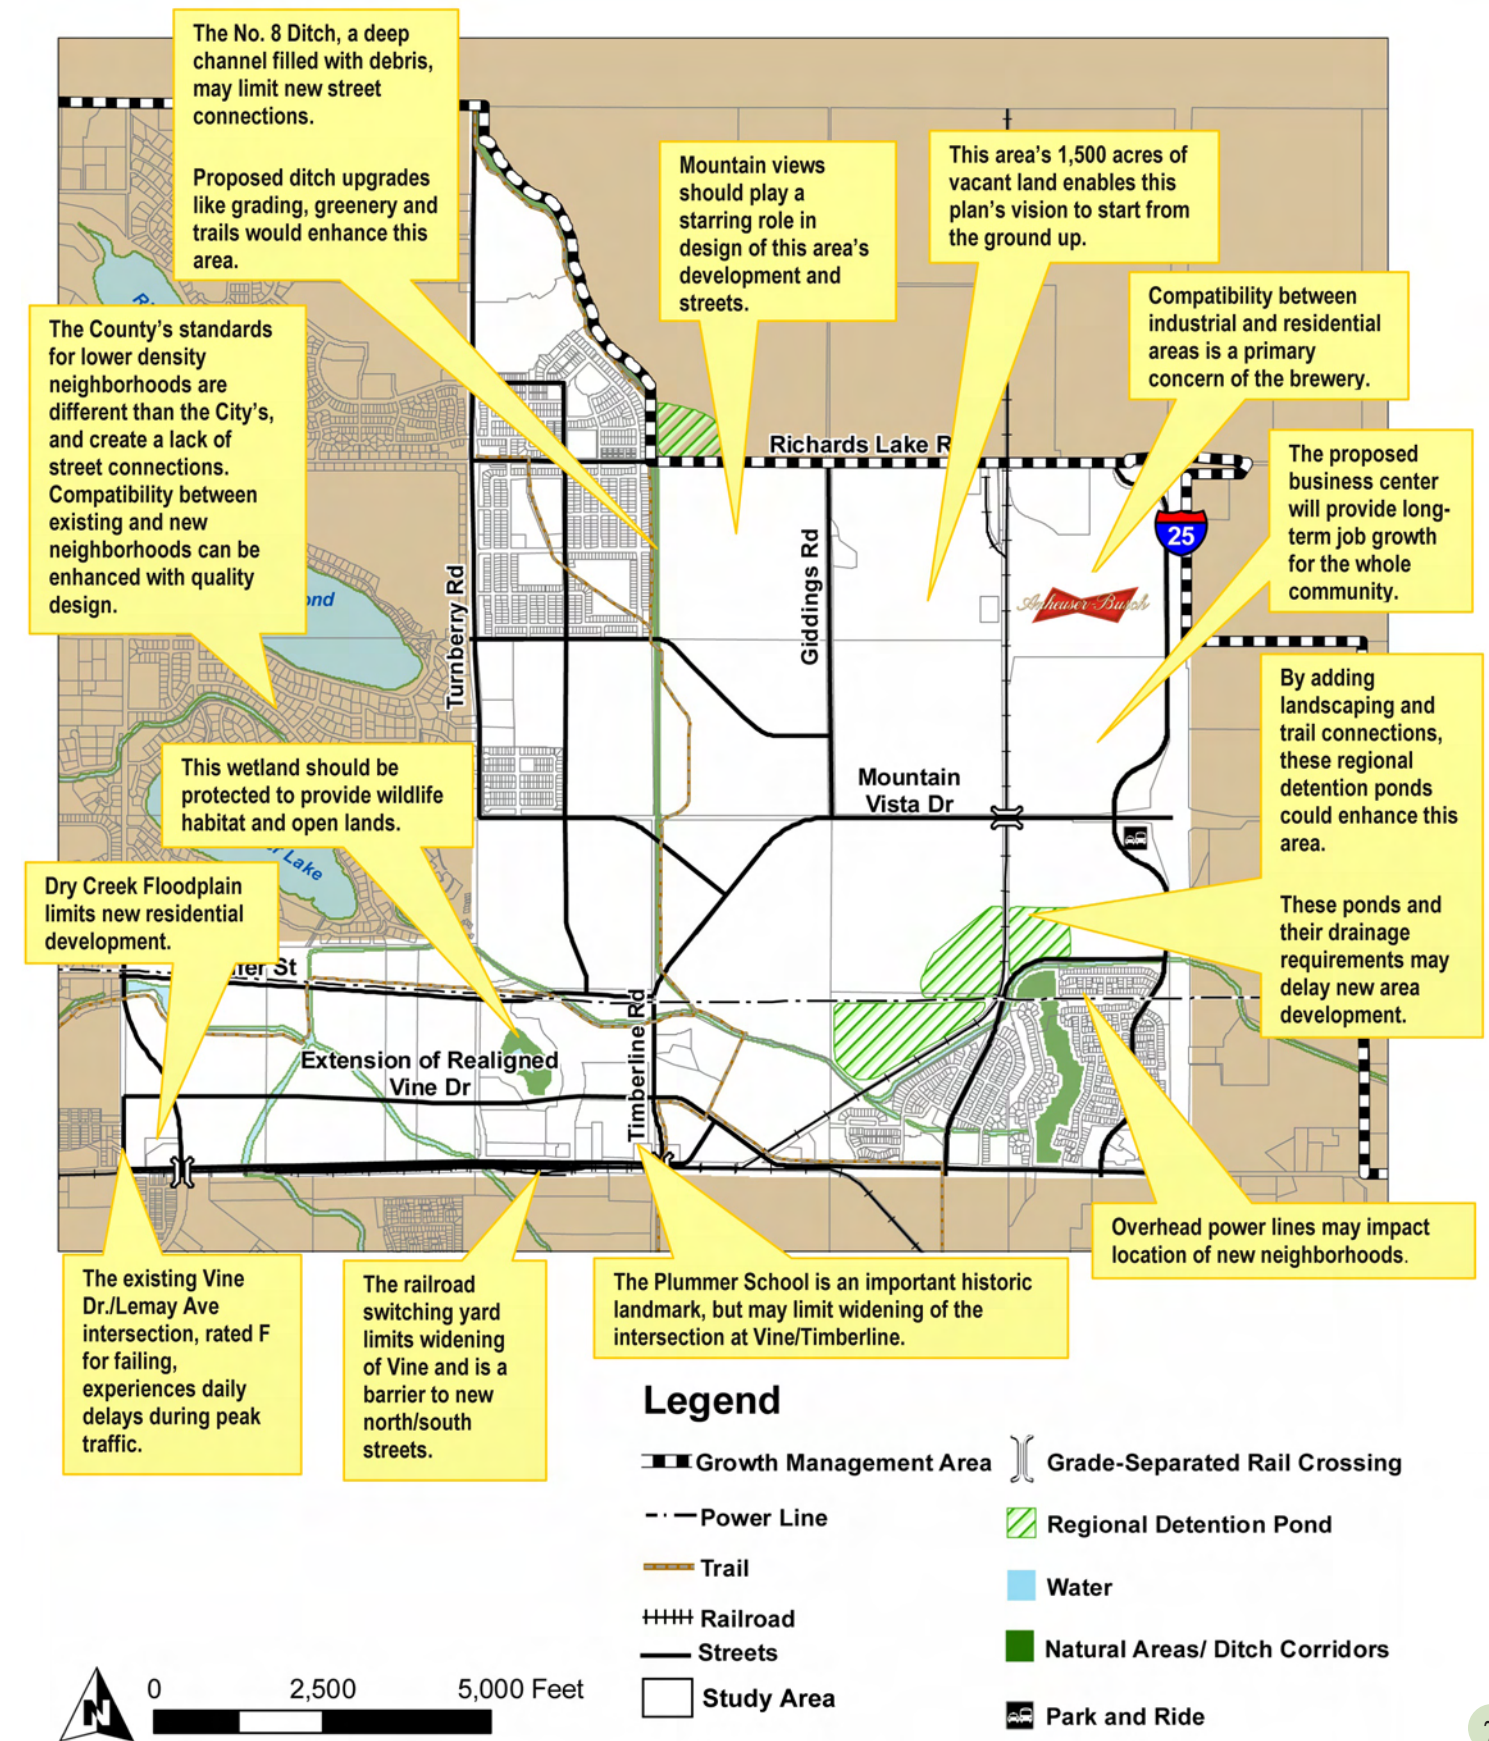 The No. 8 Ditch, a deep
channel filled with debris,
may limit new street
connections.
Proposed ditch upgrades
like grading, greenery and
trails would enhance this
area.
Mountain views
should play a
starring role in
design of this area's
development and
streets.
This area's 1,500 acres of
vacant land enables this
plan's vision to start from
the ground up.
Compatibility between
industrial and residential
areas is a primary
concern of the brewery.
The County's standards
for lower density
neighborhoods are
different than the City's,
and create a lack of
street connections.
Compatibility between
existing and new
neighborhoods can be
enhanced with quality
design.
The proposed
business center
will provide long-
term job growth
for the whole
community.
Richards Lake R
25
Anheuser-Busch
Giddings Rd
Turnberry Rd
ond
By adding
landscaping and
trail connections,
these regional
detention ponds
could enhance this
area.
These ponds and
their drainage
requirements may
delay new area
development.
This wetland should be
protected to provide wildlife
habitat and open lands.
Mountain
Vista Dr
Lake
Dry Creek Floodplain
limits new residential
development.
fer St
Timberline Rd
Extension of Realigned
Vine Dr
Overhead power lines may impact
location of new neighborhoods.
The existing Vine
Dr./Lemay Ave
intersection, rated F
for failing,
experiences daily
delays during peak
traffic.
The railroad
switching yard
limits widening
of Vine and is a
barrier to new
north/south
streets.
The Plummer School is an important historic
landmark, but may limit widening of the
intersection at Vine/Timberline.
Legend
Growth Management Area
Power Line
Trail
Railroad
Streets
Study Area
Grade-Separated Rail Crossing
Regional Detention Pond
Water
Natural Areas/ Ditch Corridors
Park and Ride
N
0 2,500 5,000 Feet